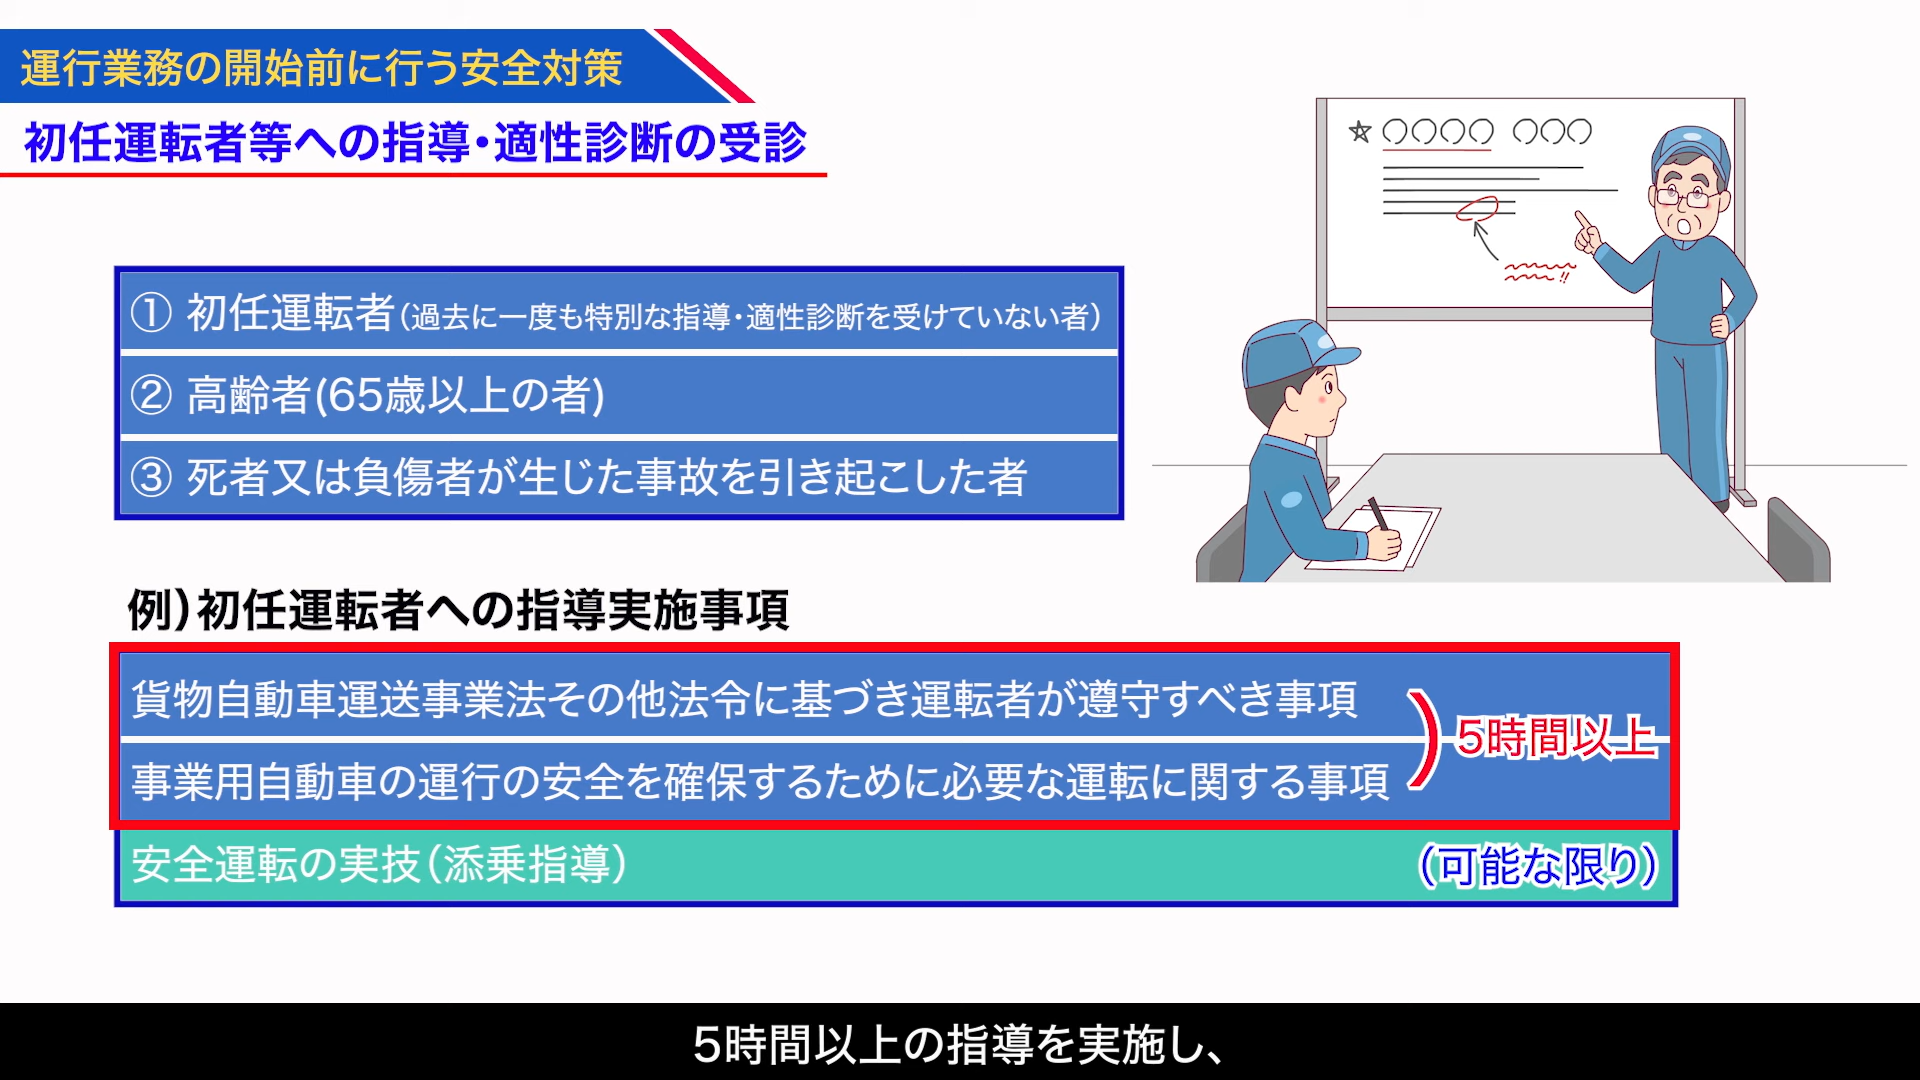 運行業務の開始前に行う安全対策
初任運転者等への指導・適性診断の受診
☆〇〇〇〇 〇〇〇
!!
① 初任運転者(過去に一度も特別な指導・適性診断を受けていない者)
② 高齢者(65歳以上の者)
③ 死者又は負傷者が生じた事故を引き起こした者
例)初任運転者への指導実施事項
貨物自動車運送事業法その他法令に基づき運転者が遵守すべき事項
事業用自動車の運行の安全を確保するために必要な運転に関する事項
5時間以上
安全運転の実技(添乗指導) (可能な限り)
5時間以上の指導を実施し、